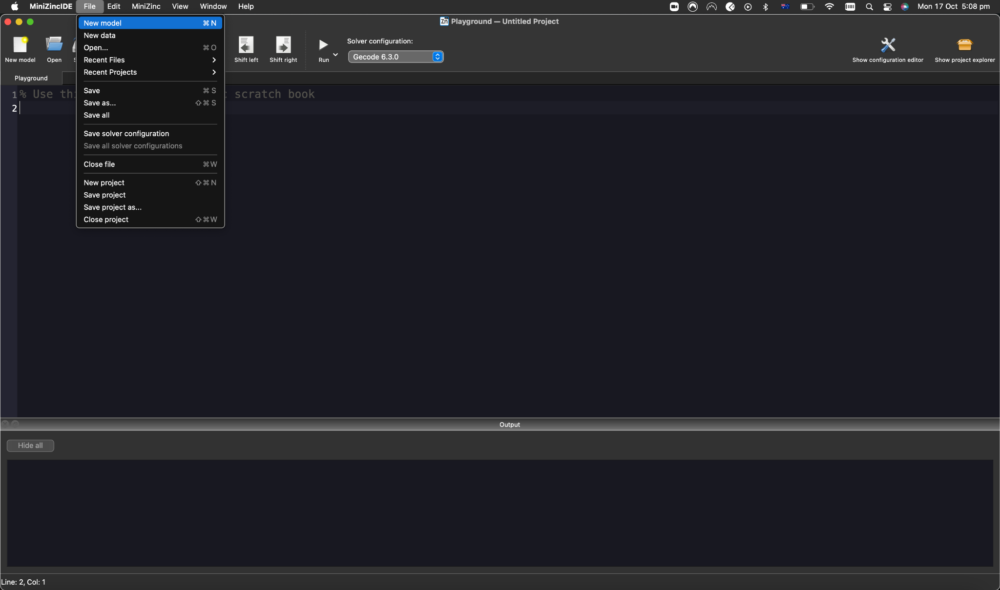 MiniZincIDE File Edit MiniZinc View Window Help Mon 17 Oct 5:08 pm
Playground — Untitled Project
New model ⌘ N
New data
Open... ⌘ O
Recent Files
Recent Projects
Save ⌘ S
Save as... ⇧ ⌘ S
Save all
Save solver configuration
Save all solver configurations
Close file ⌘ W
New project ⇧ ⌘ N
Save project
Save project as...
Close project ⇧ ⌘ W
New model Open Shift left Shift right Run
Solver configuration:
Gecode 6.3.0
Show configuration editor Show project explorer
Playground
1 % Use scratch book
2
Output
Hide all
Line: 2, Col: 1